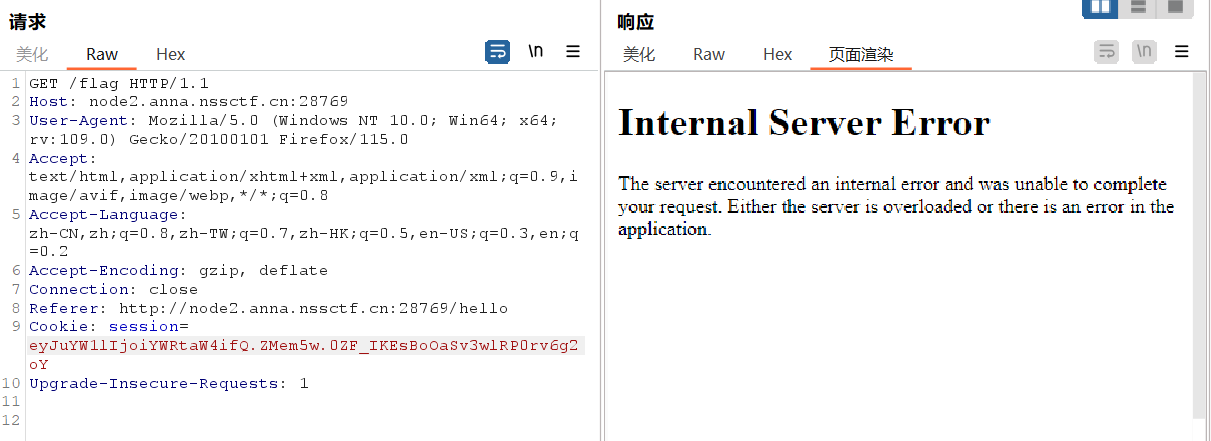 请求
美化 Raw Hex
\n
1 GET /flag HTTP/1.1
2 Host: node2.anna.nssctf.cn:28769
3 User-Agent: Mozilla/5.0 (Windows NT 10.0; Win64; x64;
rv:109.0) Gecko/20100101 Firefox/115.0
4 Accept:
text/html,application/xhtml+xml,application/xml;q=0.9,i
mage/avif,image/webp,*/*;q=0.8
5 Accept-Language:
zh-CN,zh;q=0.8,zh-TW;q=0.7,zh-HK;q=0.5,en-US;q=0.3,en;q
=0.2
6 Accept-Encoding: gzip, deflate
7 Connection: close
8 Referer: http://node2.anna.nssctf.cn:28769/hello
9 Cookie: session=
eyJuYW1lIjoiYWRtaW4ifQ.ZMem5w.0ZF_IKEsBoOaSv3wlRP0rv6g2
oY
10 Upgrade-Insecure-Requests: 1
11
12
响应
美化 Raw Hex 页面渲染
\n
Internal Server Error
The server encountered an internal error and was unable to complete
your request. Either the server is overloaded or there is an error in the
application.